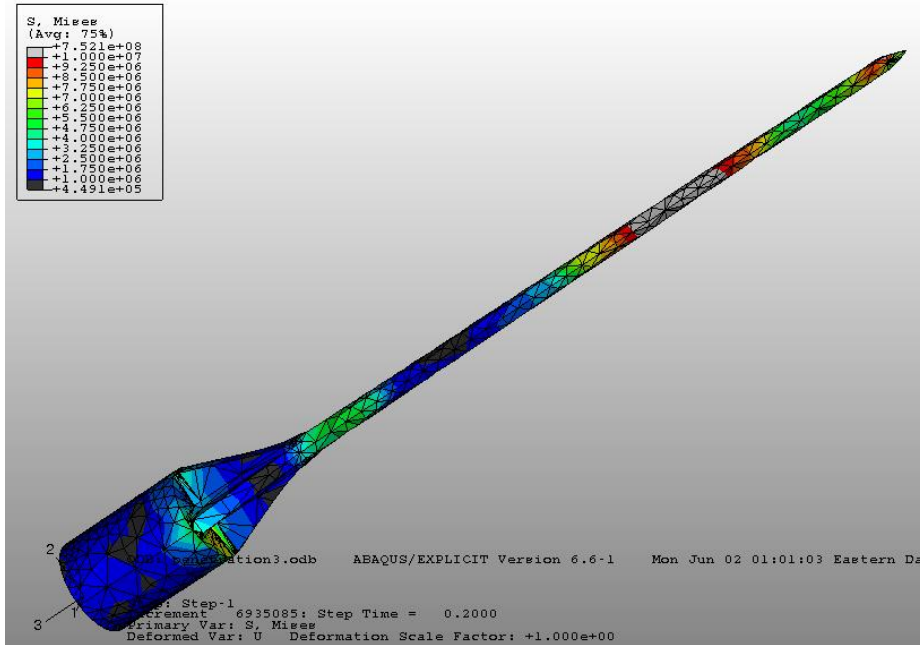 S, Mises
(Avg: 75%)
+7.521e+08
+1.000e+07
+9.250e+06
+8.500e+06
+7.750e+06
+7.000e+06
+6.250e+06
+5.500e+06
+4.750e+06
+4.000e+06
+3.250e+06
+2.500e+06
+1.750e+06
+1.000e+06
+4.491e+05
2
1
3
ABAQUS/EXPLICIT Version 6.6-1 Mon Jun 02 01:01:03 Eastern Da
Step-1
6935085: Step Time = 0.2000
Primary Var: S, Mises
Deformed Var: U Deformation Scale Factor: +1.000e+00